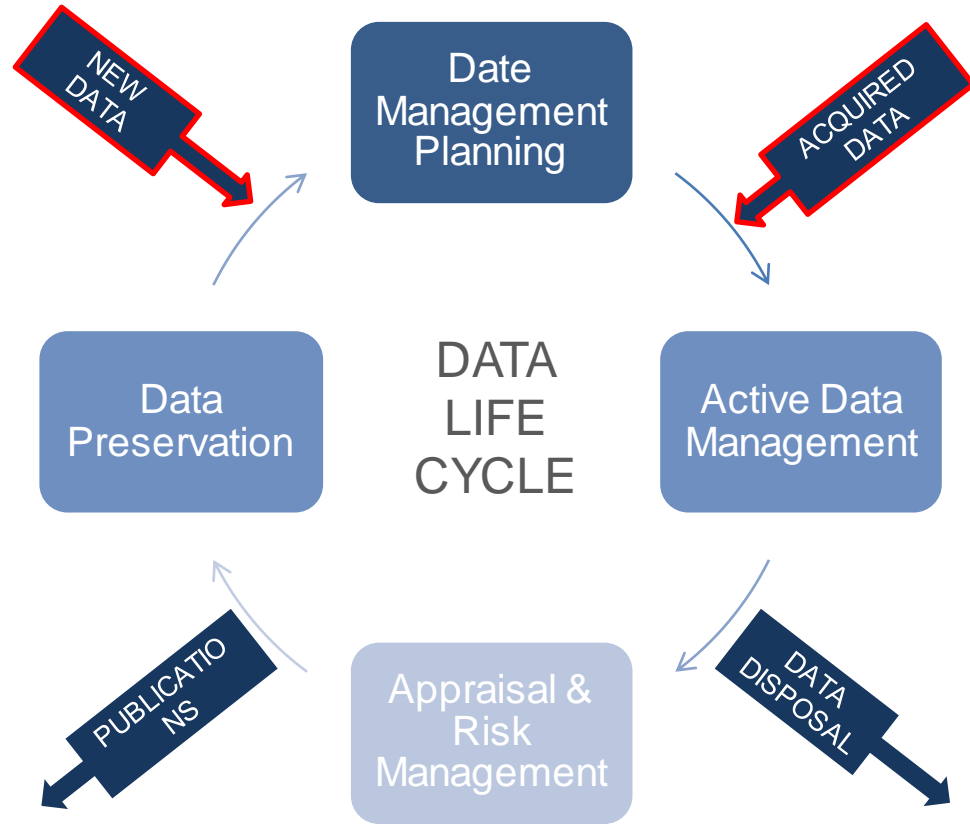 NEW
DATA
Date
Management
Planning
ACQUIRED
DATA
Data
Preservation
DATA
LIFE
CYCLE
Active Data
Management
PUBLICATIO
NS
Appraisal &
Risk
Management
DATA
DISPOSAL